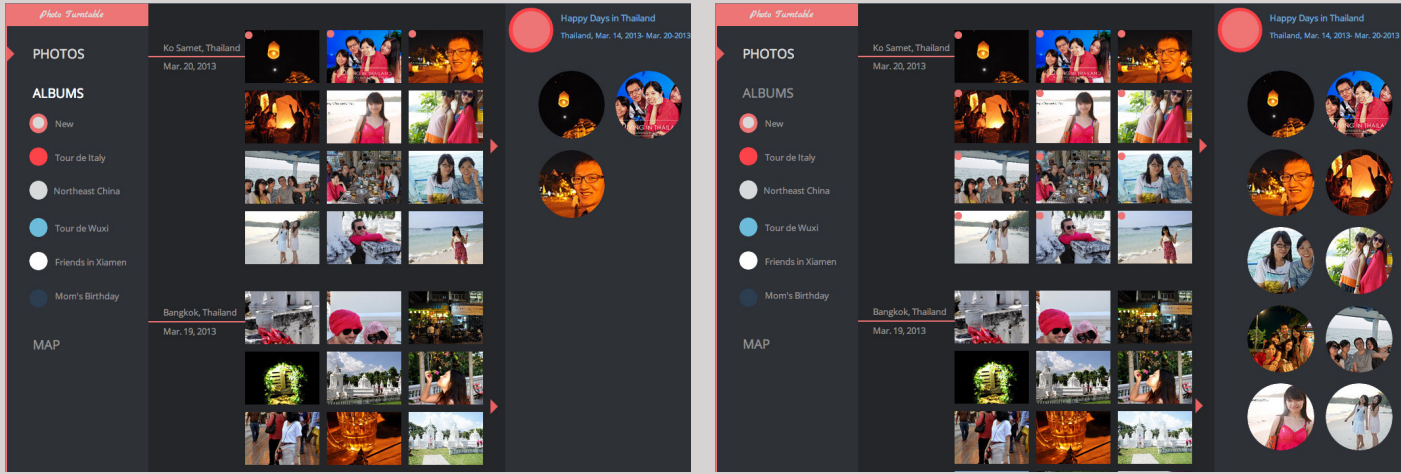 Photo Turntable
PHOTOS
ALBUMS
New
Tour de Italy
Northeast China
Tour de Wuxi
Friends in Xiamen
Mom's Birthday
MAP
Ko Samet, Thailand
Mar. 20, 2013
Bangkok, Thailand
Mar. 19, 2013
Happy Days in Thailand
Thailand, Mar. 14, 2013- Mar. 20-2013
Photo Turntable
PHOTOS
ALBUMS
New
Tour de Italy
Northeast China
Tour de Wuxi
Friends in Xiamen
Mom's Birthday
MAP
Ko Samet, Thailand
Mar. 20, 2013
Bangkok, Thailand
Mar. 19, 2013
Happy Days in Thailand
Thailand, Mar. 14, 2013- Mar. 20-2013